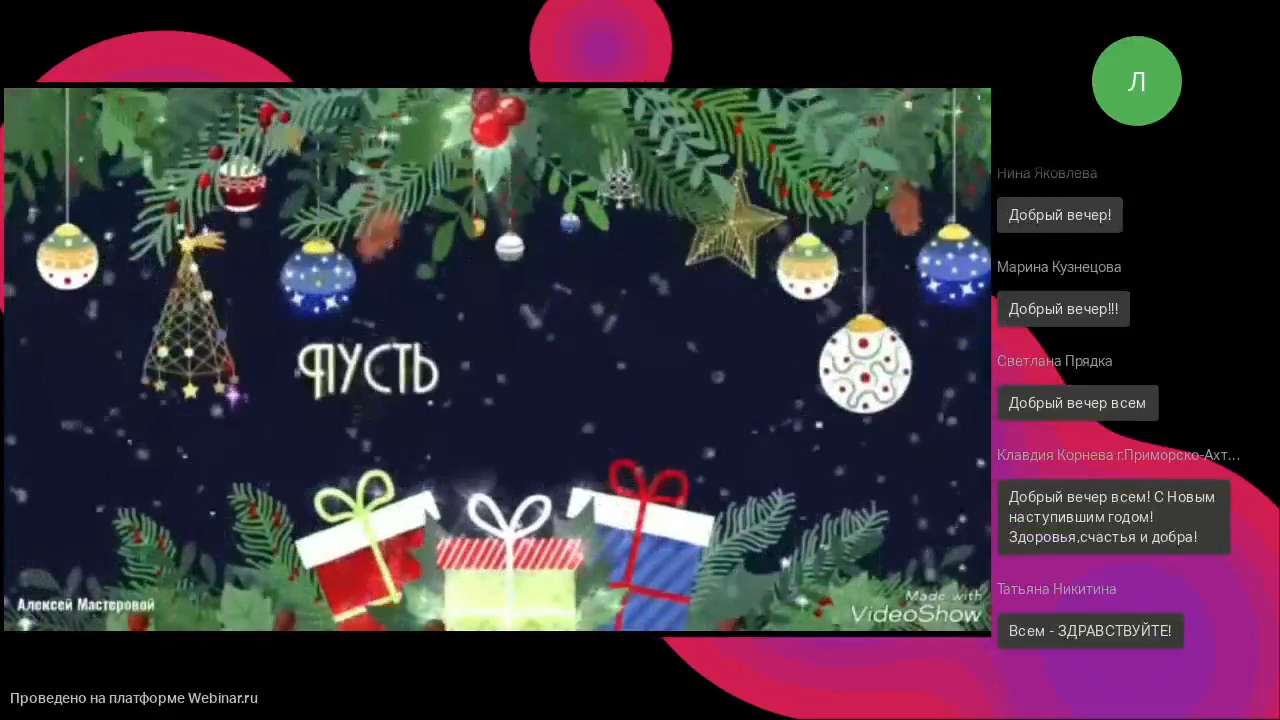 ПУСТЬ
Алексей Мастеровой
Made with
VideoShow
Л
Нина Яковлева
Добрый вечер!
Марина Кузнецова
Добрый вечер!!!
Светлана Прядка
Добрый вечер всем
Клавдия Корнева г.Приморско-Ахт...
Добрый вечер всем! С Новым
наступившим годом!
Здоровья,счастья и добра!
Татьяна Никитина
Всем - ЗДРАВСТВУЙТЕ!
Проведено на платформе Webinar.ru